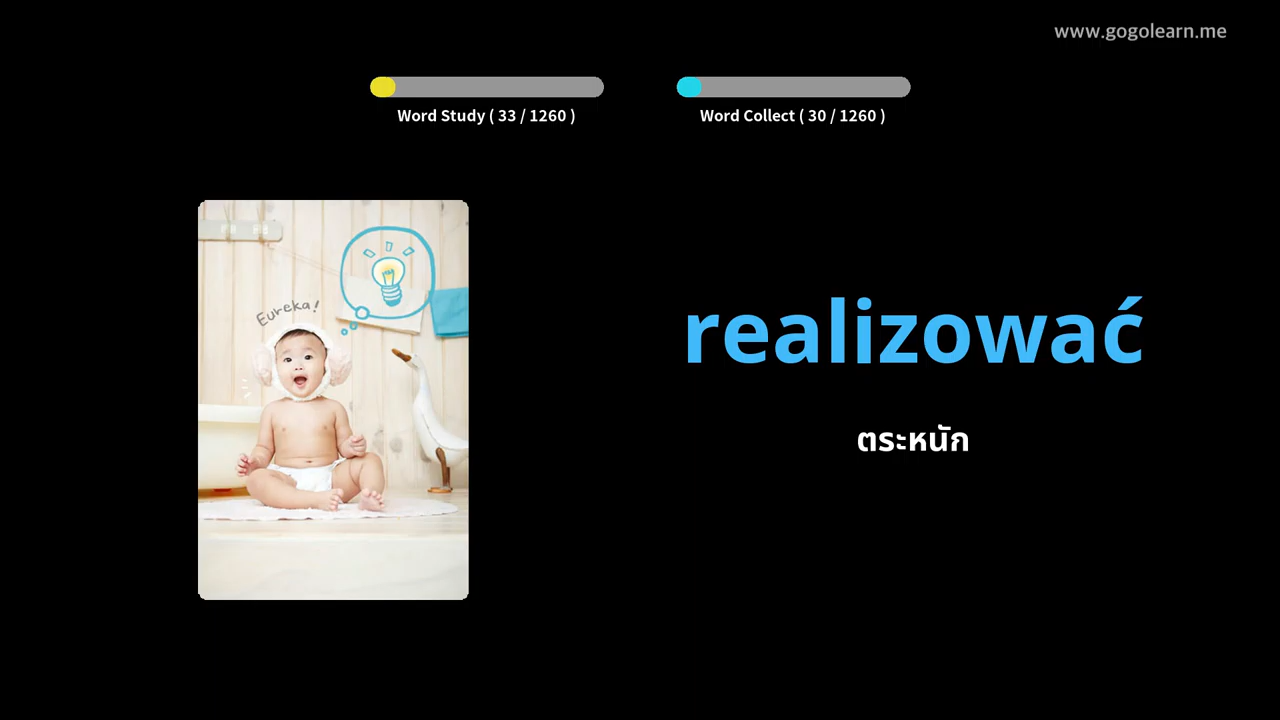 www.gogolearn.me
Word Study ( 33 / 1260 )
Word Collect ( 30 / 1260 )
Eureka!
realizować
ตระหนัก